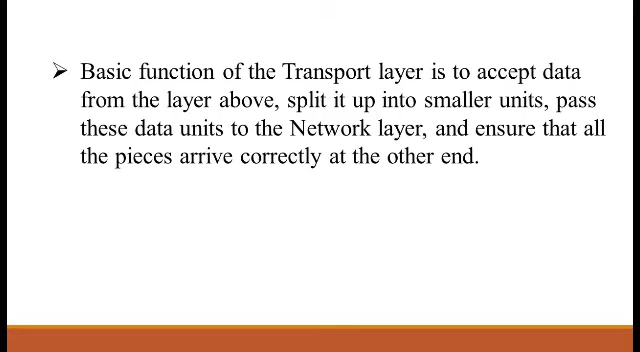 ➢ Basic function of the Transport layer is to accept data
from the layer above, split it up into smaller units, pass
these data units to the Network layer, and ensure that all
the pieces arrive correctly at the other end.